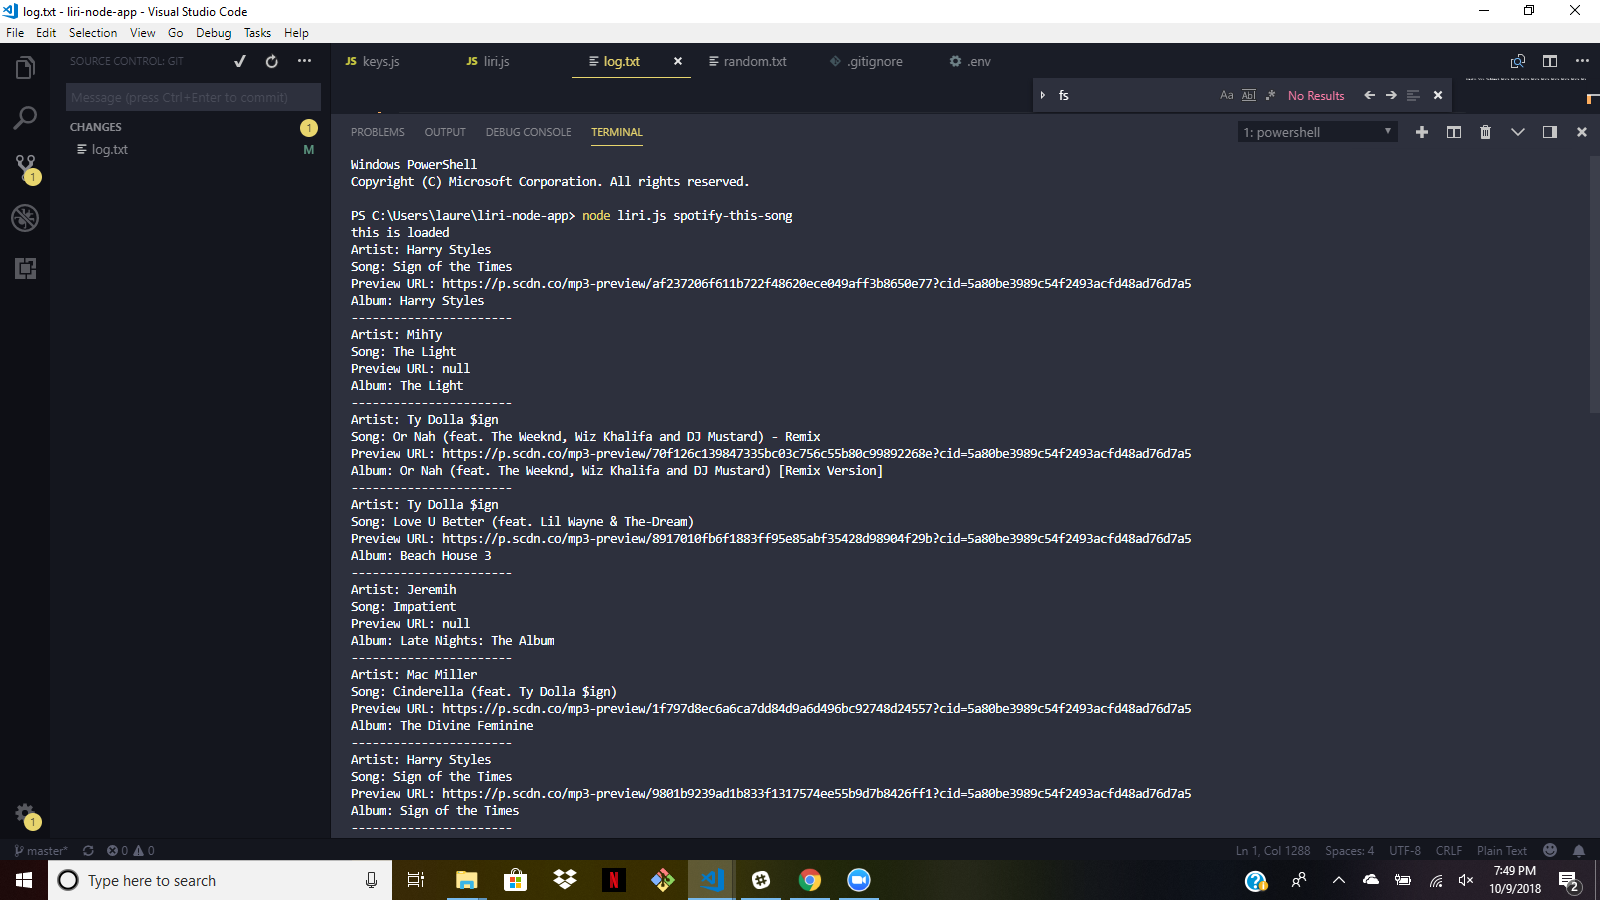 log.txt - liri-node-app - Visual Studio Code
File Edit Selection View Go Debug Tasks Help
SOURCE CONTROL: GIT
JS keys.js JS liri.js log.txt random.txt .gitignore .env
Message (press Ctrl+Enter to commit)
fs Aa Abl .* No Results
CHANGES 1
log.txt M
1
PROBLEMS OUTPUT DEBUG CONSOLE TERMINAL 1: powershell
Windows PowerShell
Copyright (C) Microsoft Corporation. All rights reserved.
PS C:\Users\laure\liri-node-app> node liri.js spotify-this-song
this is loaded
Artist: Harry Styles
Song: Sign of the Times
Preview URL: https://p.scdn.co/mp3-preview/af237206f611b722f48620ece049aff3b8650e77?cid=5a80be3989c54f2493acfd48ad76d7a5
Album: Harry Styles
-----------------------
Artist: MihTy
Song: The Light
Preview URL: null
Album: The Light
-----------------------
Artist: Ty Dolla $ign
Song: Or Nah (feat. The Weeknd, Wiz Khalifa and DJ Mustard) - Remix
Preview URL: https://p.scdn.co/mp3-preview/70f126c139847335bc03c756c55b80c99892268e?cid=5a80be3989c54f2493acfd48ad76d7a5
Album: Or Nah (feat. The Weeknd, Wiz Khalifa and DJ Mustard) [Remix Version]
-----------------------
Artist: Ty Dolla $ign
Song: Love U Better (feat. Lil Wayne & The-Dream)
Preview URL: https://p.scdn.co/mp3-preview/8917010fb6f1883ff95e85abf35428d98904f29b?cid=5a80be3989c54f2493acfd48ad76d7a5
Album: Beach House 3
-----------------------
Artist: Jeremih
Song: Impatient
Preview URL: null
Album: Late Nights: The Album
-----------------------
Artist: Mac Miller
Song: Cinderella (feat. Ty Dolla $ign)
Preview URL: https://p.scdn.co/mp3-preview/1f797d8ec6a6ca7dd84d9a6d496bc92748d24557?cid=5a80be3989c54f2493acfd48ad76d7a5
Album: The Divine Feminine
-----------------------
Artist: Harry Styles
Song: Sign of the Times
Preview URL: https://p.scdn.co/mp3-preview/9801b9239ad1b833f1317574ee55b9d7b8426ff1?cid=5a80be3989c54f2493acfd48ad76d7a5
Album: Sign of the Times
-----------------------
1
master* 0 0 Ln 1, Col 1288 Spaces: 4 UTF-8 CRLF Plain Text
Type here to search
N
7:49 PM
10/9/2018
2